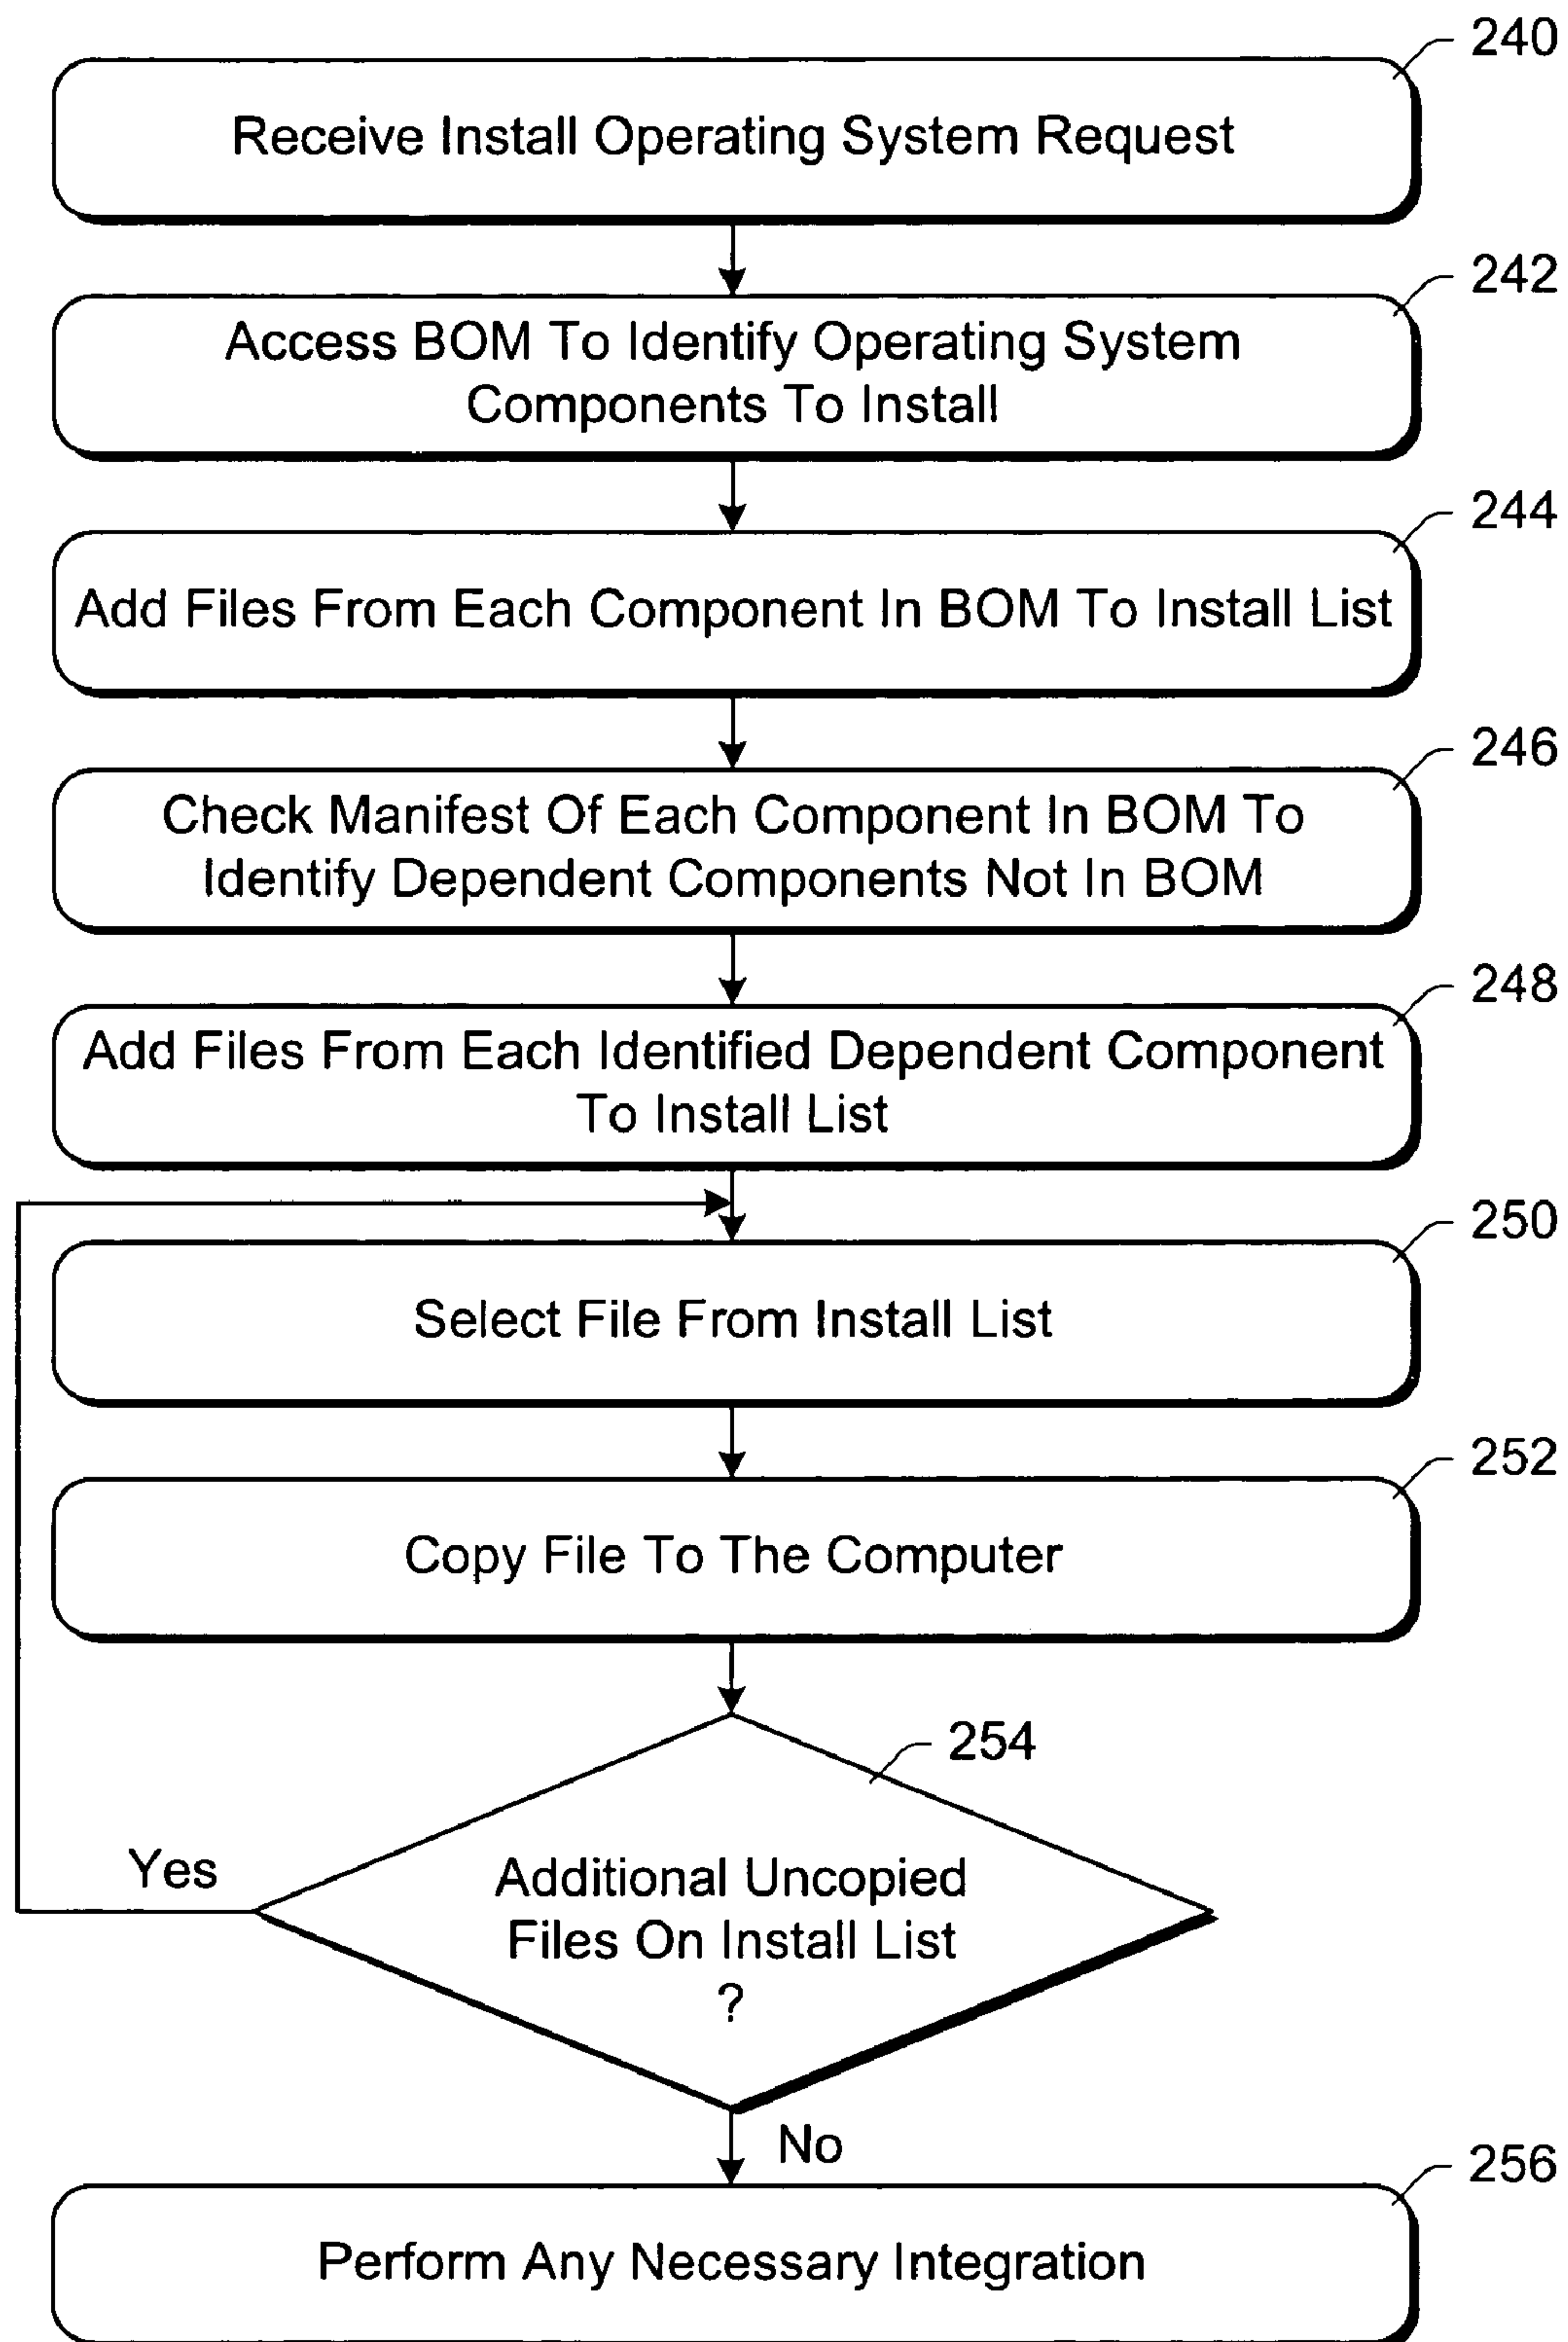 240
Receive Install Operating System Request
242
Access BOM To Identify Operating System
Components To Install
244
Add Files From Each Component In BOM To Install List
246
Check Manifest Of Each Component In BOM To
Identify Dependent Components Not In BOM
248
Add Files From Each Identified Dependent Component
To Install List
250
Select File From Install List
252
Copy File To The Computer
254
Yes
Additional Uncopied
Files On Install List
?
No
256
Perform Any Necessary Integration